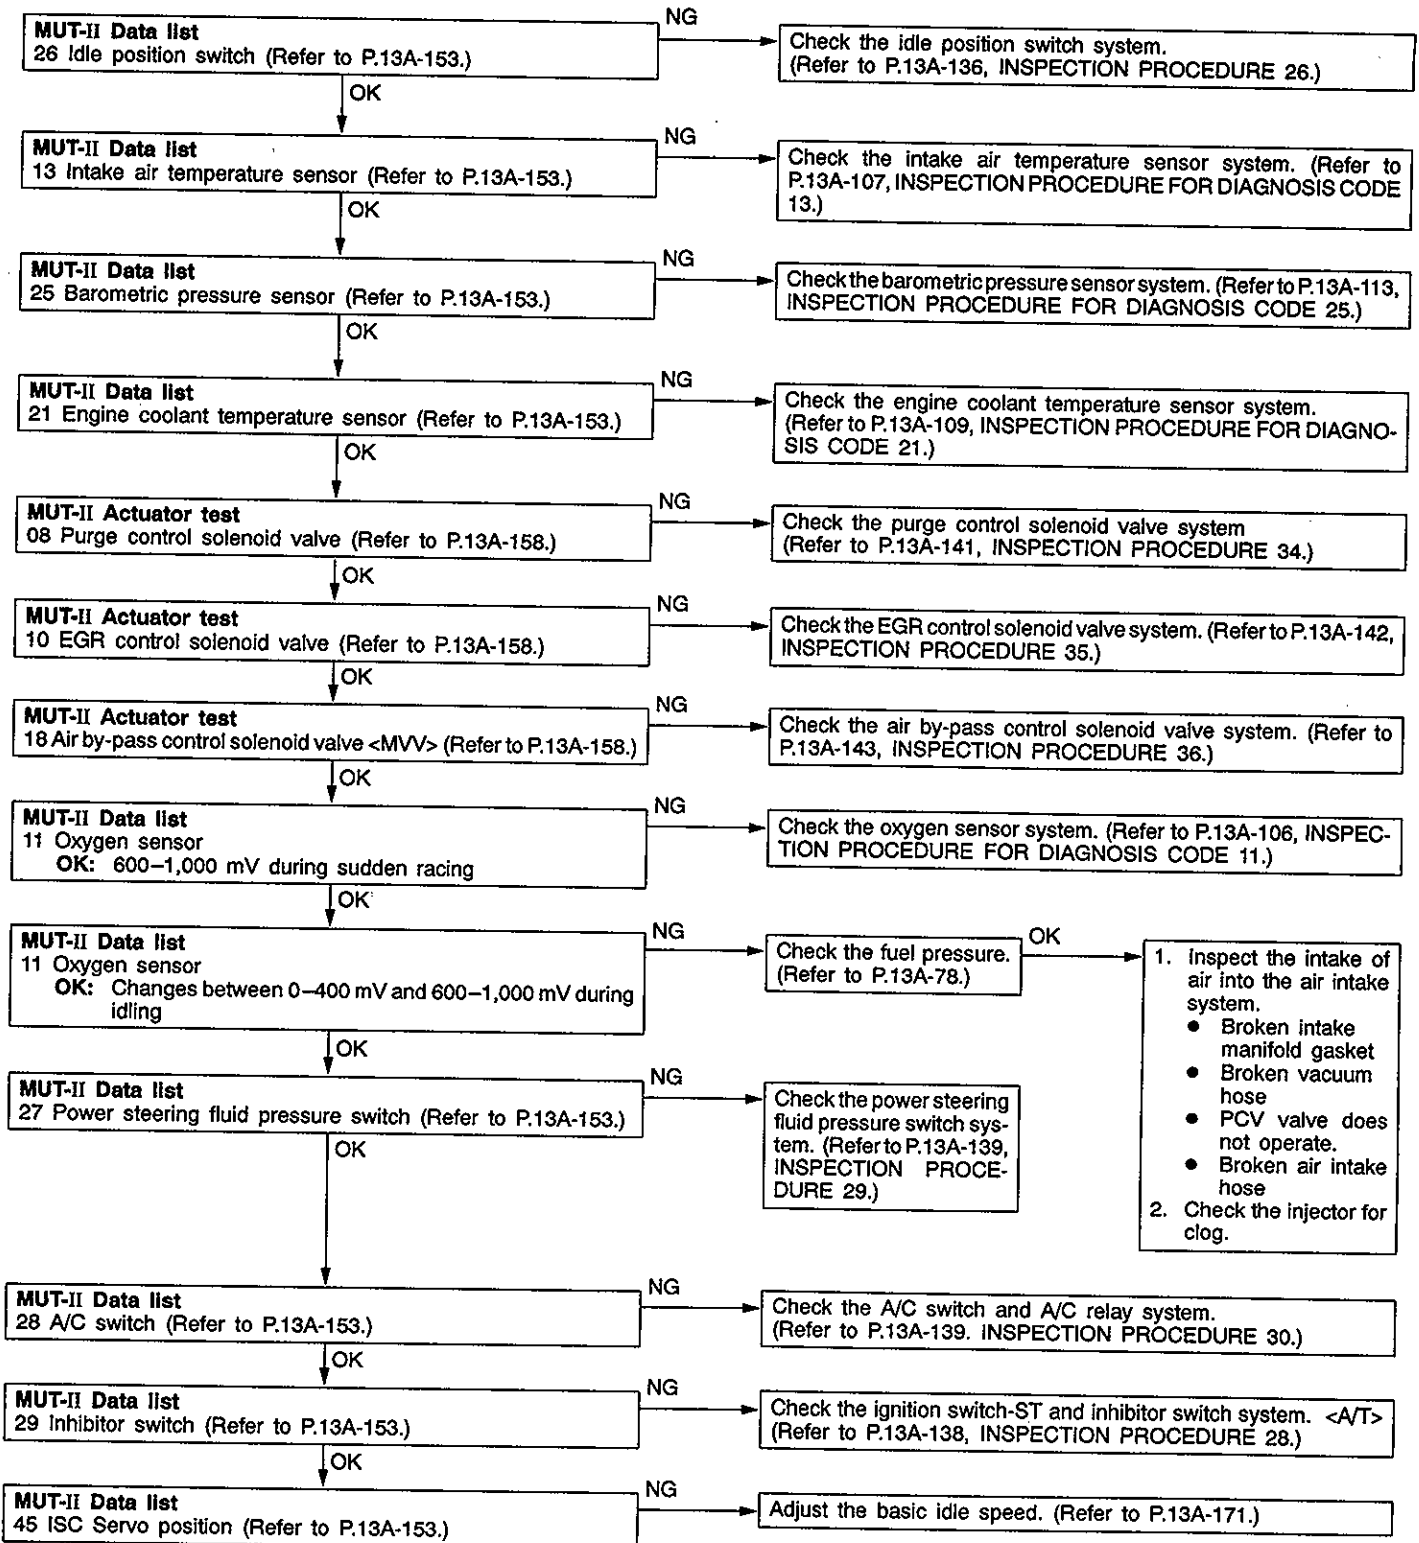 MUT-II Data list
26 Idle position switch (Refer to P.13A-153.)
NG
Check the idle position switch system.
(Refer to P.13A-136, INSPECTION PROCEDURE 26.)
OK
MUT-II Data list
13 Intake air temperature sensor (Refer to P.13A-153.)
NG
Check the intake air temperature sensor system. (Refer to
P.13A-107, INSPECTION PROCEDURE FOR DIAGNOSIS CODE
13.)
OK
MUT-II Data list
25 Barometric pressure sensor (Refer to P.13A-153.)
NG
Check the barometric pressure sensor system. (Refer to P.13A-113,
INSPECTION PROCEDURE FOR DIAGNOSIS CODE 25.)
OK
MUT-II Data list
21 Engine coolant temperature sensor (Refer to P.13A-153.)
NG
Check the engine coolant temperature sensor system.
(Refer to P.13A-109, INSPECTION PROCEDURE FOR DIAGNO-
SIS CODE 21.)
OK
MUT-II Actuator test
08 Purge control solenoid valve (Refer to P.13A-158.)
NG
Check the purge control solenoid valve system
(Refer to P.13A-141, INSPECTION PROCEDURE 34.)
OK
MUT-II Actuator test
10 EGR control solenoid valve (Refer to P.13A-158.)
NG
Check the EGR control solenoid valve system. (Refer to P.13A-142,
INSPECTION PROCEDURE 35.)
OK
MUT-II Actuator test
18 Air by-pass control solenoid valve <MVV> (Refer to P.13A-158.)
NG
Check the air by-pass control solenoid valve system. (Refer to
P.13A-143, INSPECTION PROCEDURE 36.)
OK
MUT-II Data list
11 Oxygen sensor
OK: 600–1,000 mV during sudden racing
NG
Check the oxygen sensor system. (Refer to P.13A-106, INSPEC-
TION PROCEDURE FOR DIAGNOSIS CODE 11.)
OK
MUT-II Data list
11 Oxygen sensor
OK: Changes between 0–400 mV and 600–1,000 mV during
idling
NG
Check the fuel pressure.
(Refer to P.13A-78.)
OK
1. Inspect the intake of
air into the air intake
system.
● Broken intake
manifold gasket
● Broken vacuum
hose
● PCV valve does
not operate.
● Broken air intake
hose
2. Check the injector for
clog.
OK
MUT-II Data list
27 Power steering fluid pressure switch (Refer to P.13A-153.)
NG
Check the power steering
fluid pressure switch sys-
tem. (Refer to P.13A-139,
INSPECTION PROCE-
DURE 29.)
OK
MUT-II Data list
28 A/C switch (Refer to P.13A-153.)
NG
Check the A/C switch and A/C relay system.
(Refer to P.13A-139. INSPECTION PROCEDURE 30.)
OK
MUT-II Data list
29 Inhibitor switch (Refer to P.13A-153.)
NG
Check the ignition switch-ST and inhibitor switch system. <A/T>
(Refer to P.13A-138, INSPECTION PROCEDURE 28.)
OK
MUT-II Data list
45 ISC Servo position (Refer to P.13A-153.)
NG
Adjust the basic idle speed. (Refer to P.13A-171.)